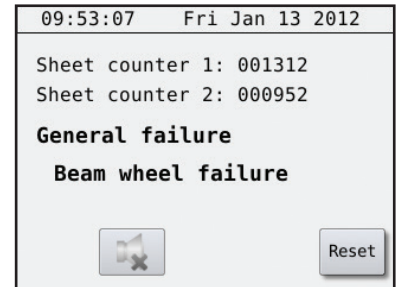 09:53:07 Fri Jan 13 2012
Sheet counter 1: 001312
Sheet counter 2: 000952
General failure
Beam wheel failure
Reset